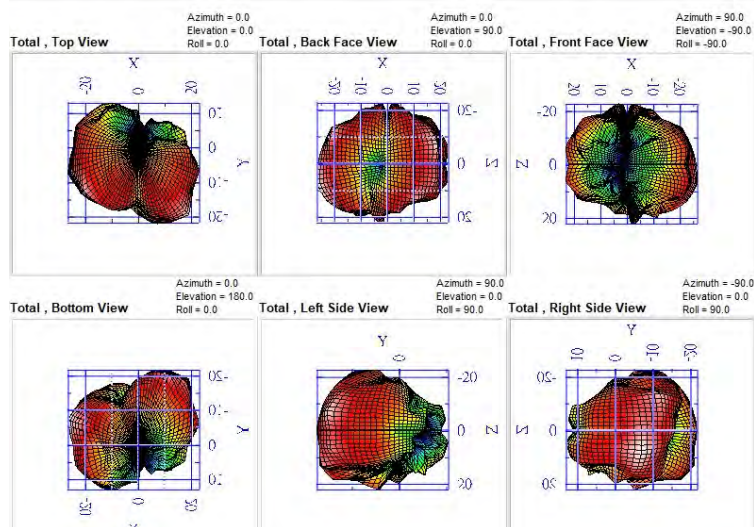 Azimuth = 0.0
Elevation = 0.0
Roll = 0.0
Total , Top View
Azimuth = 0.0
Elevation = 90.0
Roll = 0.0
Total , Back Face View
Azimuth = 90.0
Elevation = -90.0
Roll = -90.0
Total , Front Face View
X
-20
0
20
10
0
-10
-20
Y
X
-20
-10
0
10
20
-20
0
20
Z
X
20
10
0
-10
-20
-20
0
20
Z
Azimuth = 0.0
Elevation = 180.0
Roll = 0.0
Total , Bottom View
Azimuth = 90.0
Elevation = 0.0
Roll = 90.0
Total , Left Side View
Azimuth = -90.0
Elevation = 0.0
Roll = 90.0
Total , Right Side View
-20
-10
0
10
Y
-20
0
20
X
Y
0
-20
0
20
Z
Y
10
0
-10
-20
-20
0
20
Z